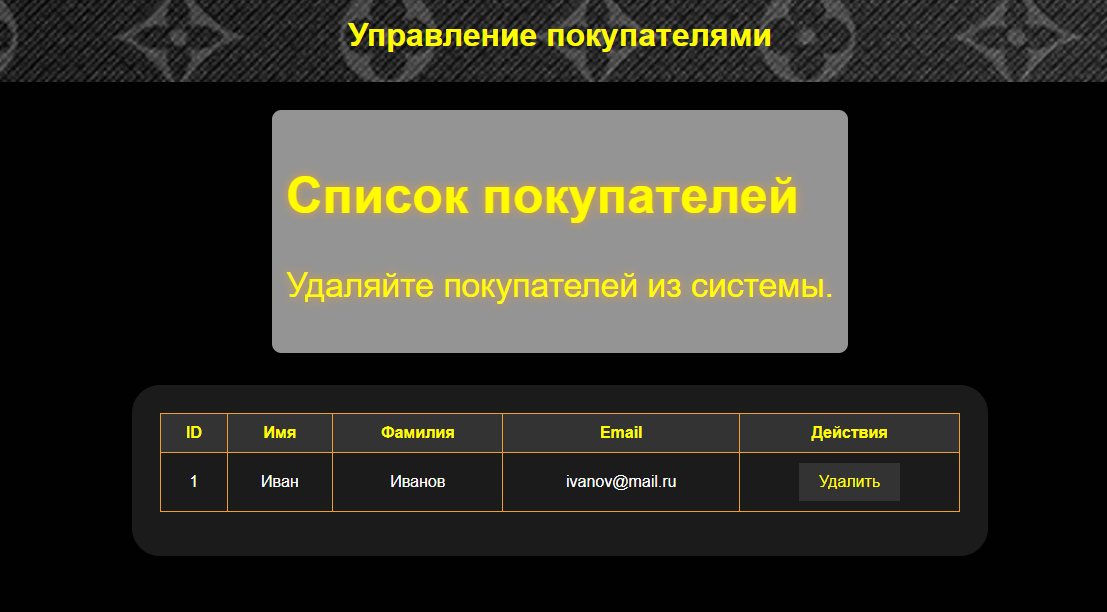 Управление покупателями
Список покупателей
Удаляйте покупателей из системы.
ID Имя Фамилия Email Действия
1 Иван Иванов ivanov@mail.ru Удалить